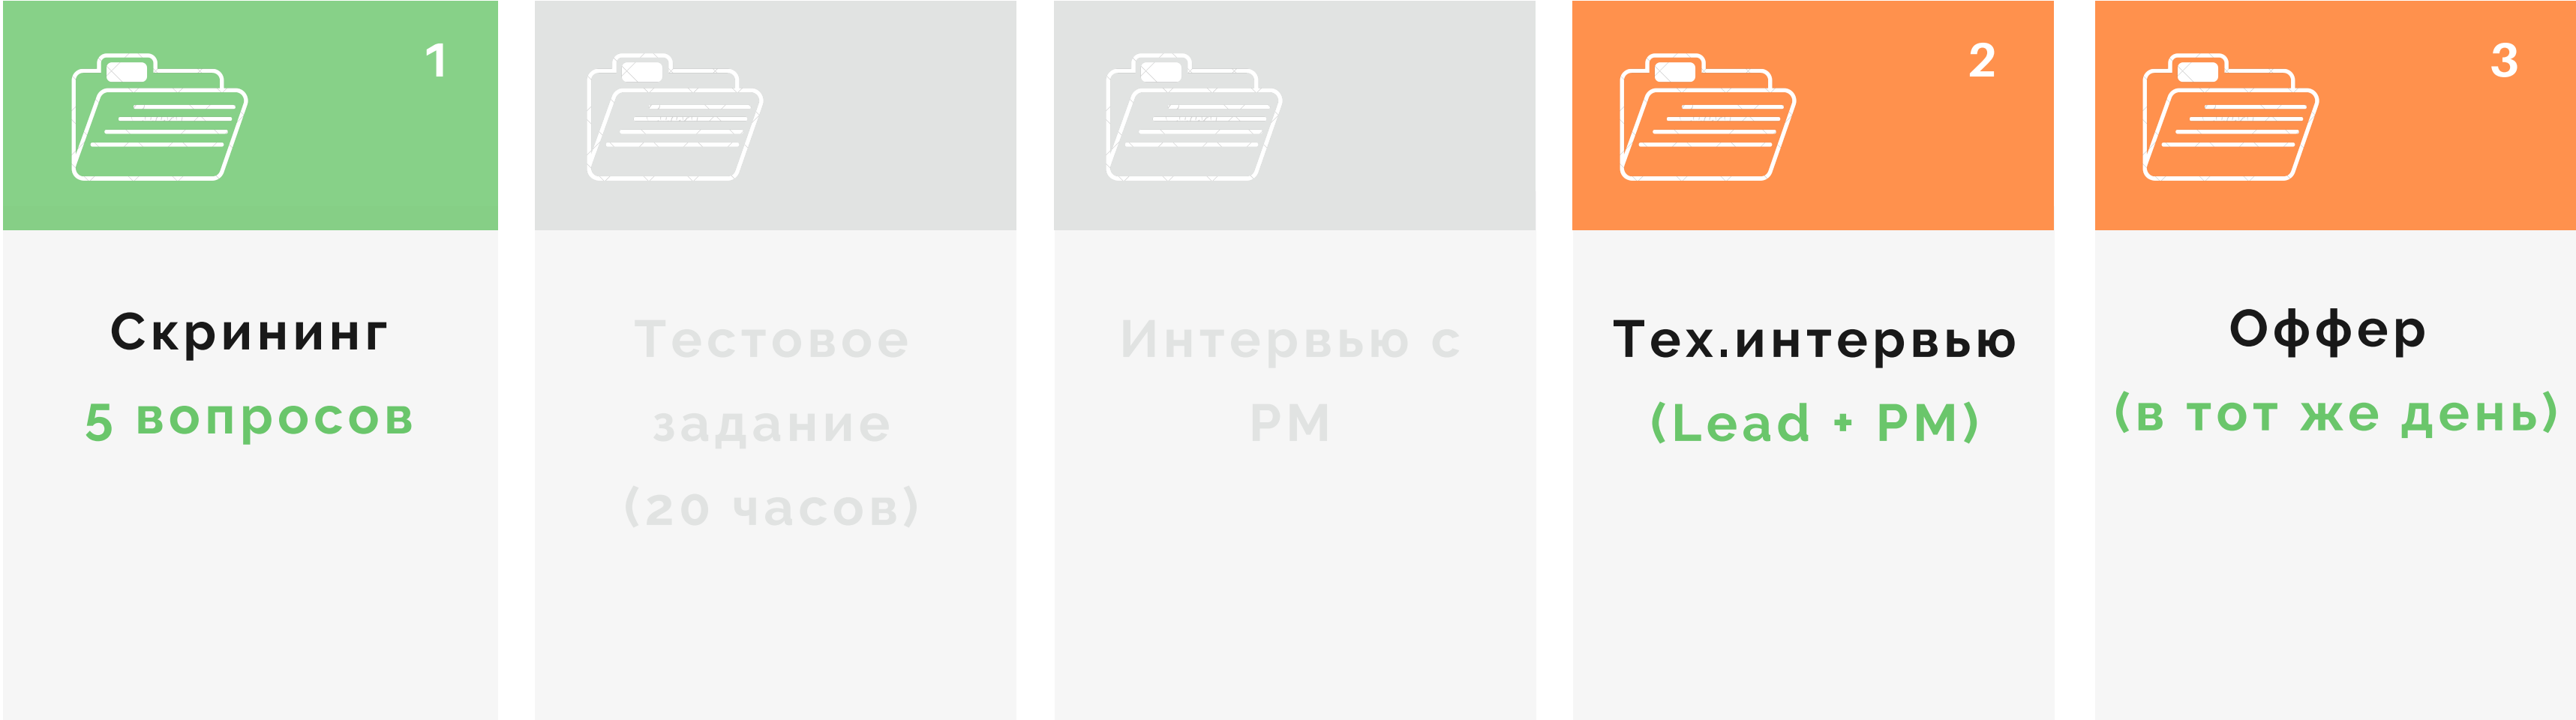 1
Скрининг
5 вопросов
Тестовое
задание
(20 часов)
Интервью с
PM
2
Тех.интервью
(Lead + PM)
3
Оффер
(в тот же день)